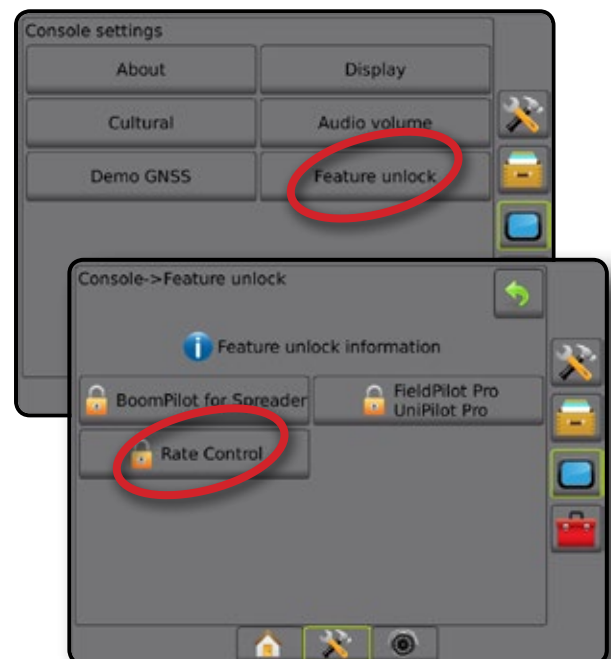 Console settings
About
Display
Cultural
Audio volume
Demo GNSS
Feature unlock
Console->Feature unlock
Feature unlock information
BoomPilot for Spreader
FieldPilot Pro
UniPilot Pro
Rate Control